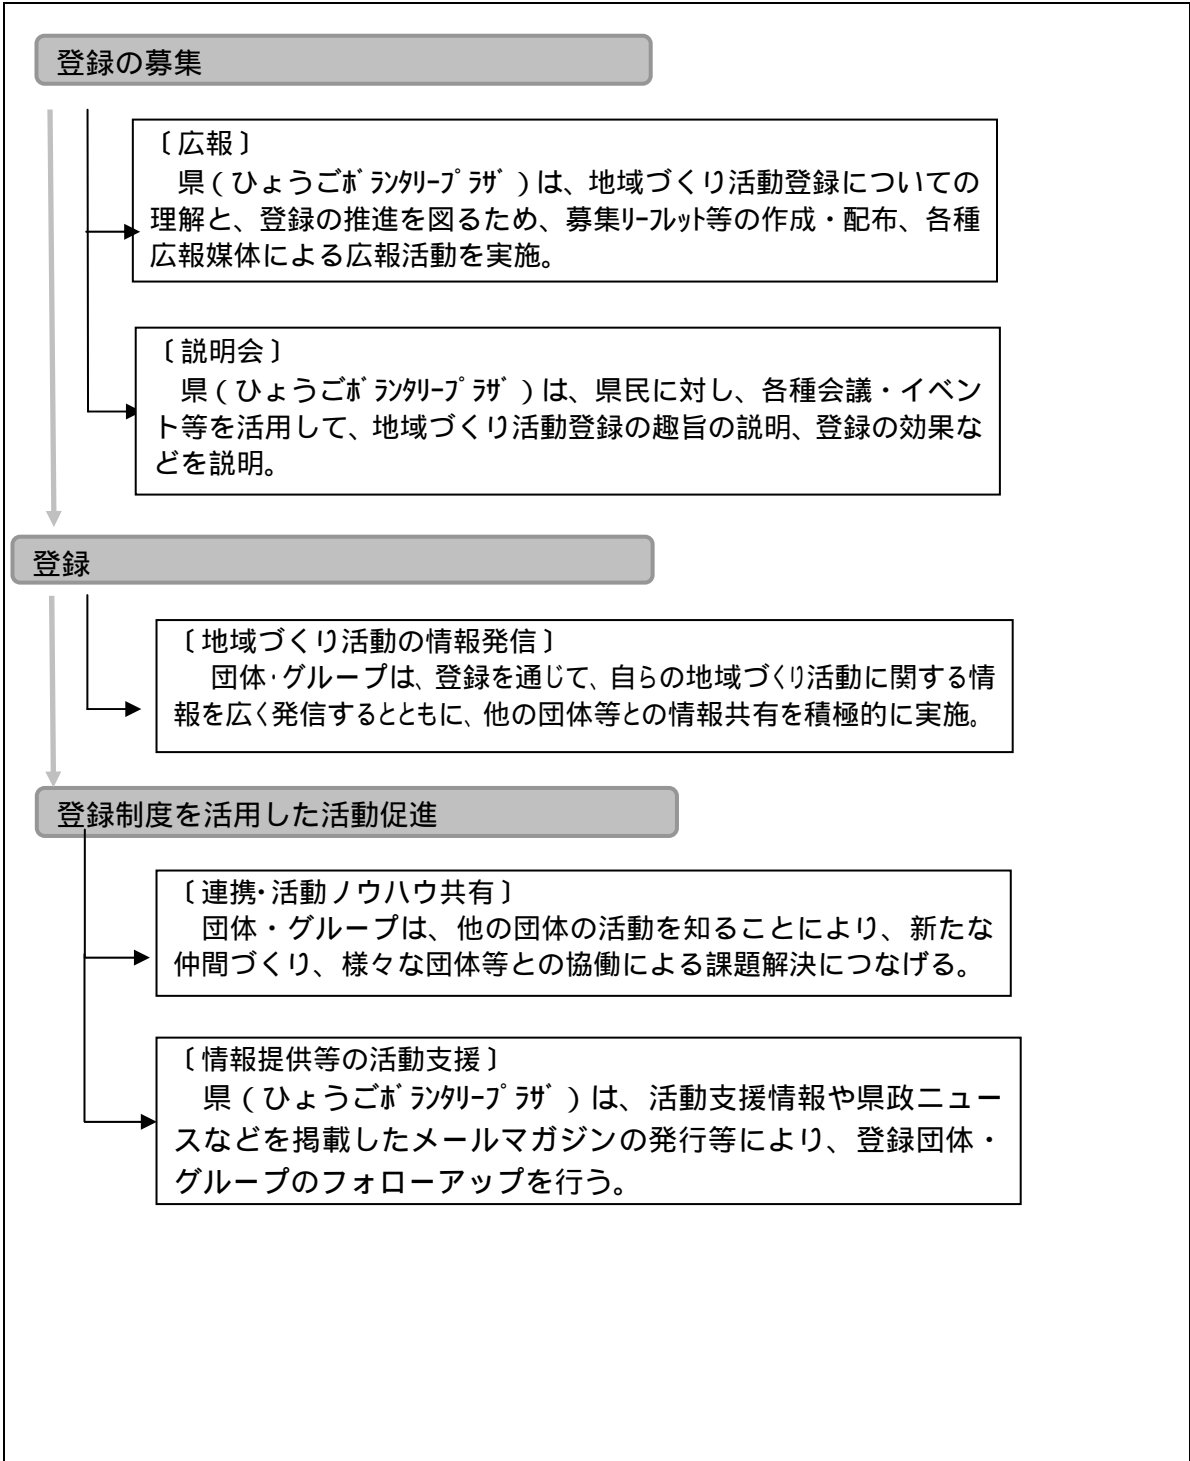 登録の募集
〔広報〕
県（ひょうごﾎﾞﾗﾝﾀﾘｰﾌﾟﾗｻﾞ）は、地域づくり活動登録についての
理解と、登録の推進を図るため、募集ﾘｰﾌﾚｯﾄ等の作成・配布、各種
広報媒体による広報活動を実施。
〔説明会〕
県（ひょうごﾎﾞﾗﾝﾀﾘｰﾌﾟﾗｻﾞ）は、県民に対し、各種会議・イベン
ト等を活用して、地域づくり活動登録の趣旨の説明、登録の効果な
どを説明。
登録
〔地域づくり活動の情報発信〕
団体・グループは、登録を通じて、自らの地域づくり活動に関する情
報を広く発信するとともに、他の団体等との情報共有を積極的に実施。
登録制度を活用した活動促進
〔連携・活動ノウハウ共有〕
団体・グループは、他の団体の活動を知ることにより、新たな
仲間づくり、様々な団体等との協働による課題解決につなげる。
〔情報提供等の活動支援〕
県（ひょうごﾎﾞﾗﾝﾀﾘｰﾌﾟﾗｻﾞ）は、活動支援情報や県政ニュー
スなどを掲載したメールマガジンの発行等により、登録団体・
グループのフォローアップを行う。